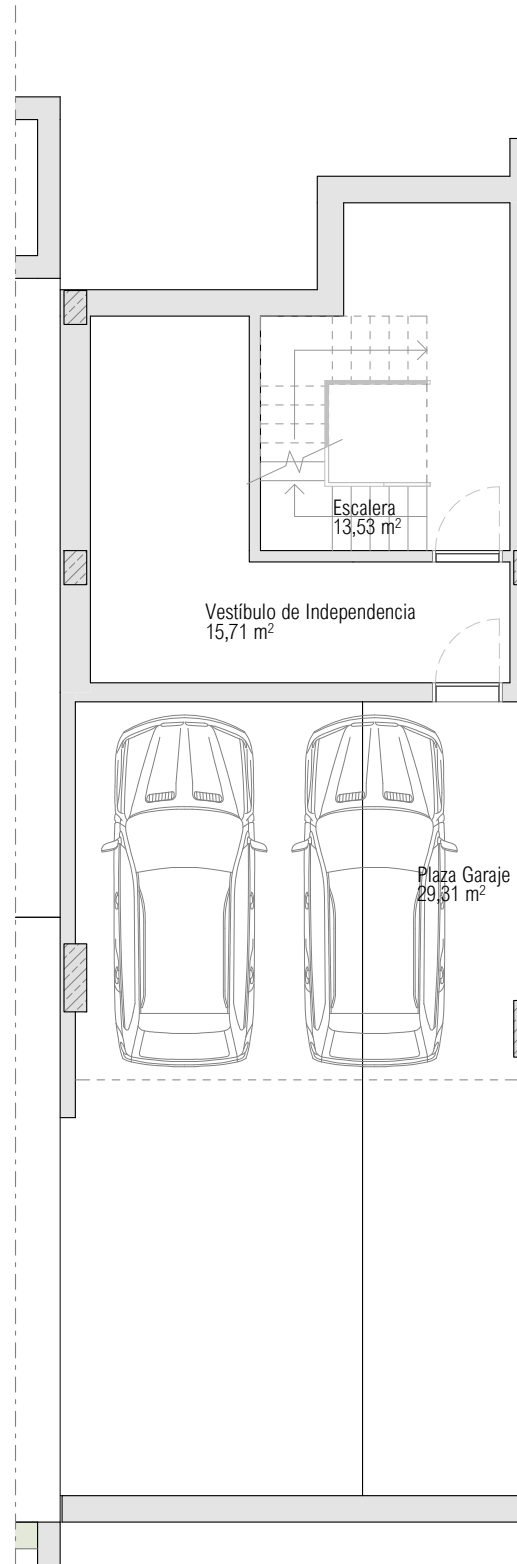 Escalera
13,53 m²
Vestíbulo de Independencia
15,71 m²
Plaza Garaje
29,31 m²